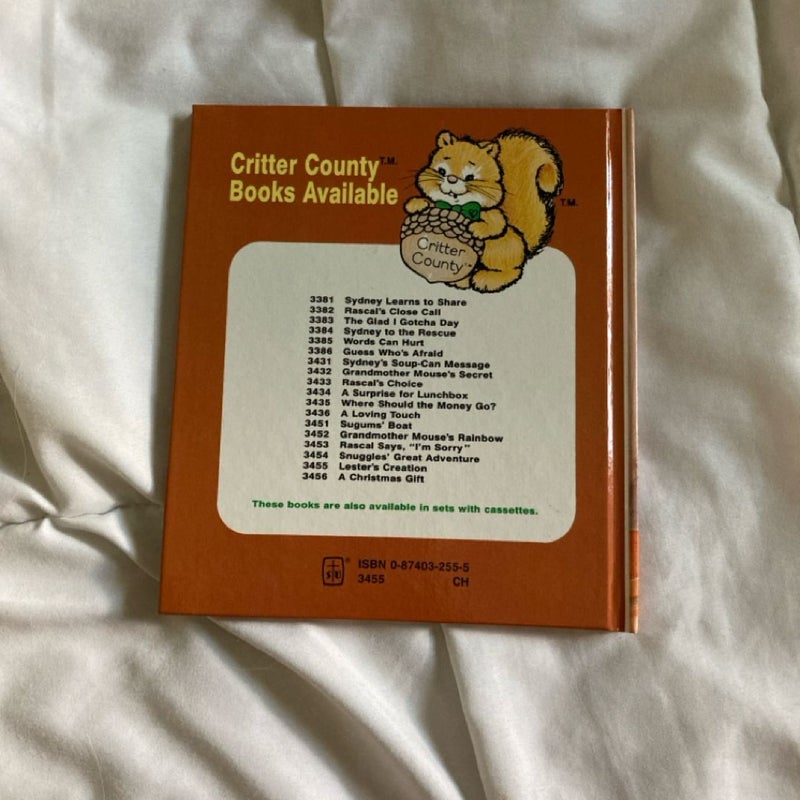 Critter County T.M.
Books Available
T.M.
Critter
County™
3381 Sydney Learns to Share
3382 Rascal's Close Call
3383 The Glad I Gotcha Day
3384 Sydney to the Rescue
3385 Words Can Hurt
3386 Guess Who's Afraid
3431 Sydney's Soup-Can Message
3432 Grandmother Mouse's Secret
3433 Rascal's Choice
3434 A Surprise for Lunchbox
3435 Where Should the Money Go?
3436 A Loving Touch
3451 Sugums' Boat
3452 Grandmother Mouse's Rainbow
3453 Rascal Says, "I'm Sorry"
3454 Snuggles' Great Adventure
3455 Lester's Creation
3456 A Christmas Gift
These books are also available in sets with cassettes.
ISBN 0-87403-255-5
3455 CH